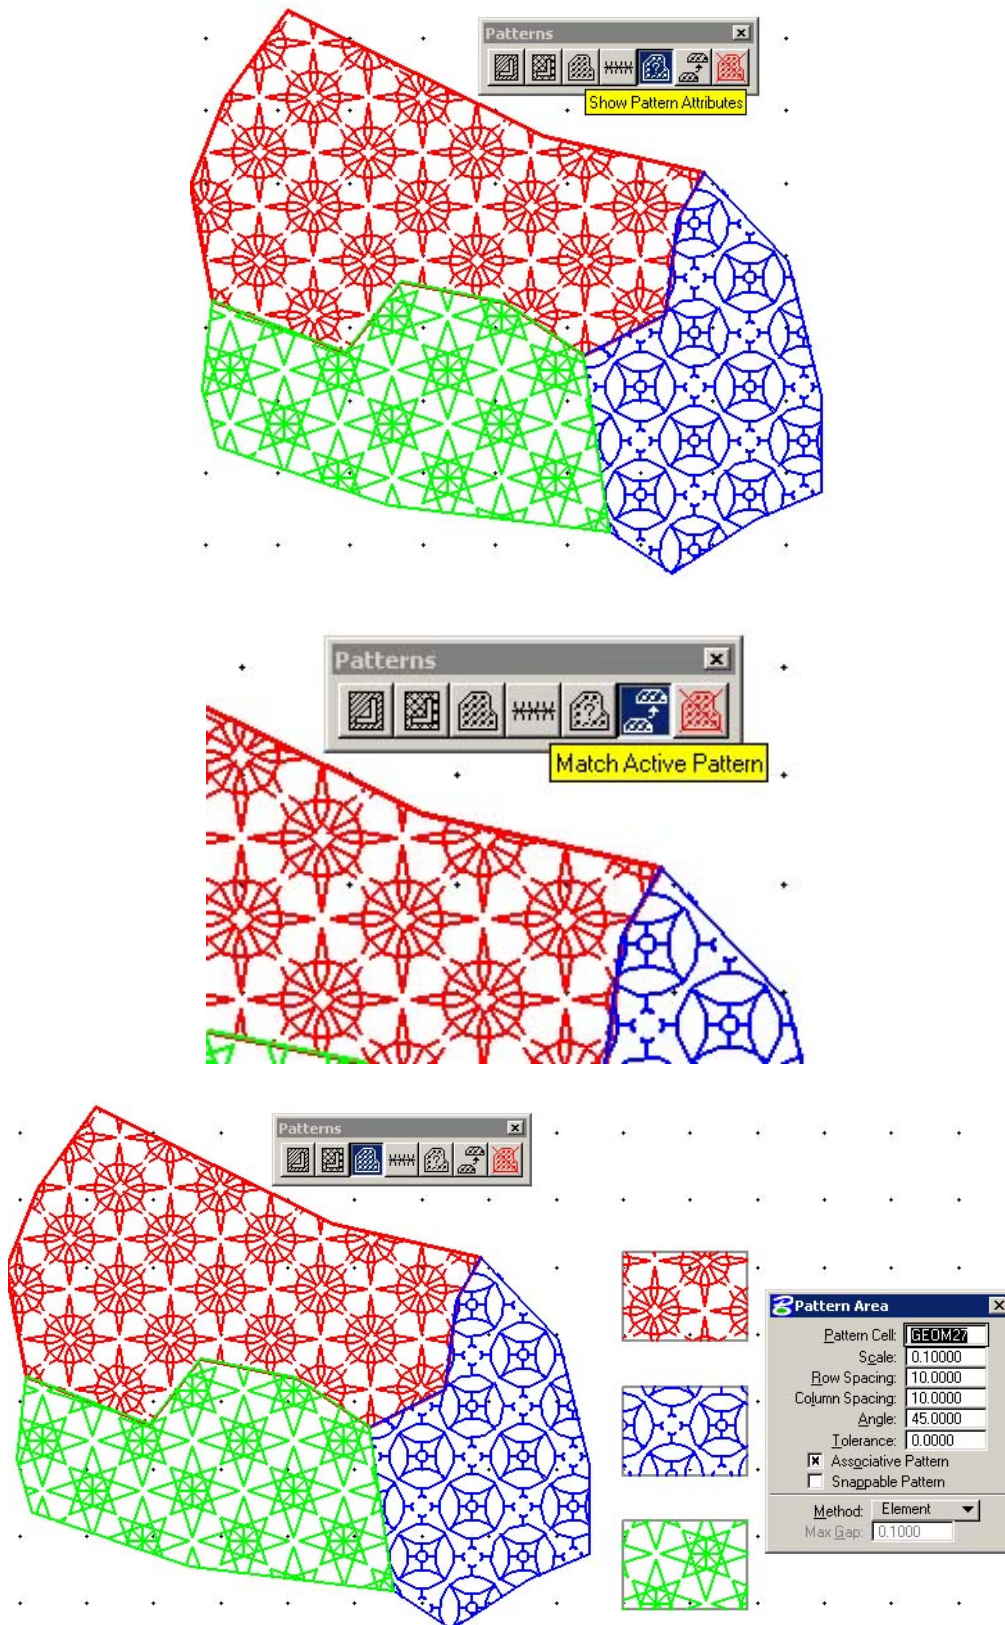 Patterns
Show Pattern Attributes
Patterns
Match Active Pattern
Patterns
Pattern Area
Pattern Cell: GEOM27
Scale: 0.10000
Row Spacing: 10.0000
Column Spacing: 10.0000
Angle: 45.0000
Tolerance: 0.0000
Associative Pattern
Snappable Pattern
Method: Element
Max Gap: 0.1000